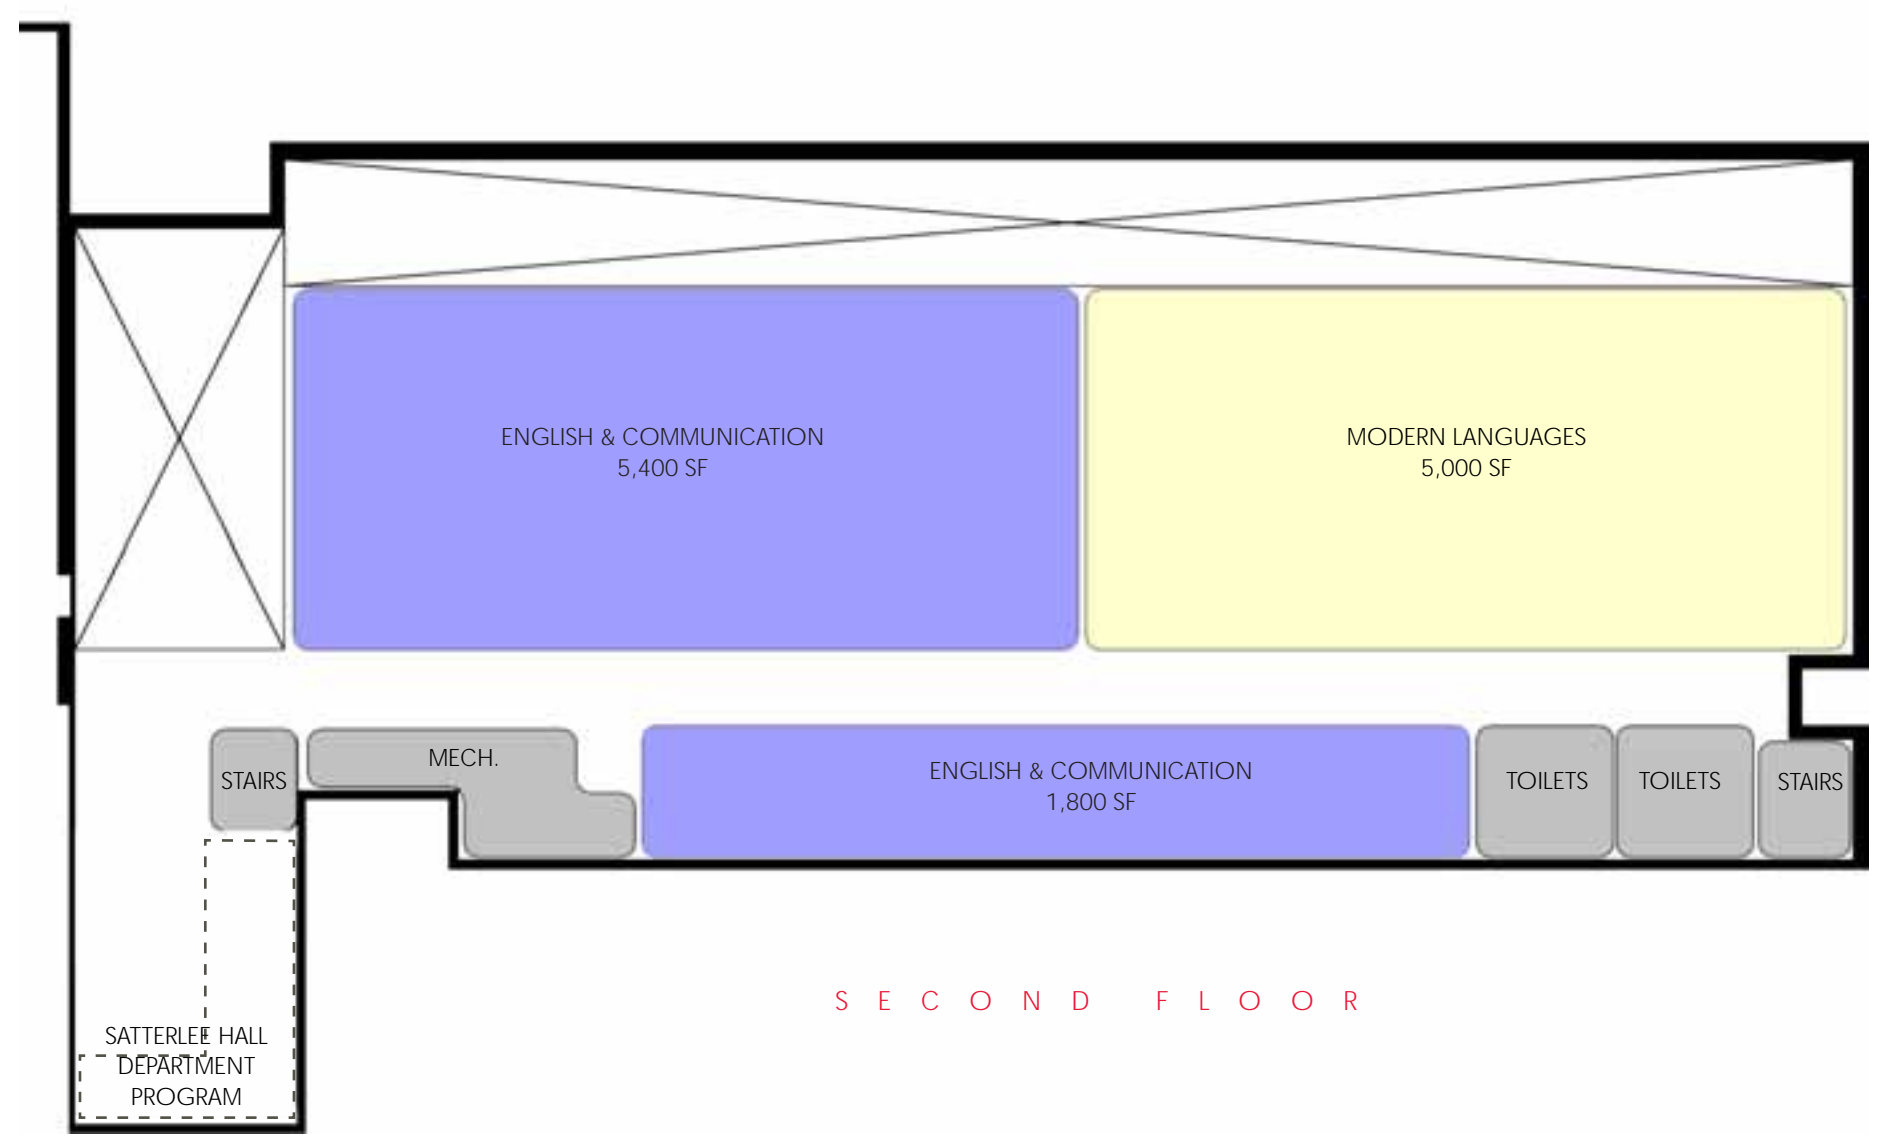 ENGLISH & COMMUNICATION
5,400 SF
MODERN LANGUAGES
5,000 SF
STAIRS
MECH.
ENGLISH & COMMUNICATION
1,800 SF
TOILETS
TOILETS
STAIRS
SECOND FLOOR
SATTERLEE HALL
DEPARTMENT
PROGRAM